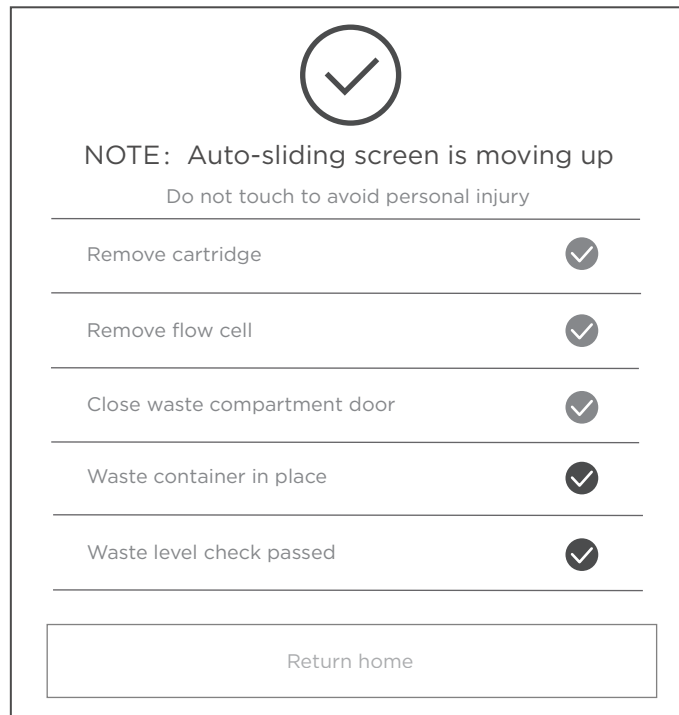 NOTE: Auto-sliding screen is moving up
Do not touch to avoid personal injury
Remove cartridge
Remove flow cell
Close waste compartment door
Waste container in place
Waste level check passed
Return home